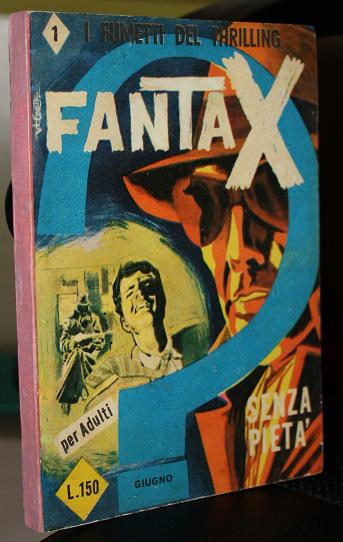 1
I FUMETTI DEL THRILLING
FANTAX
per Adulti
SENZA
PIETA'
L.150
GIUGNO